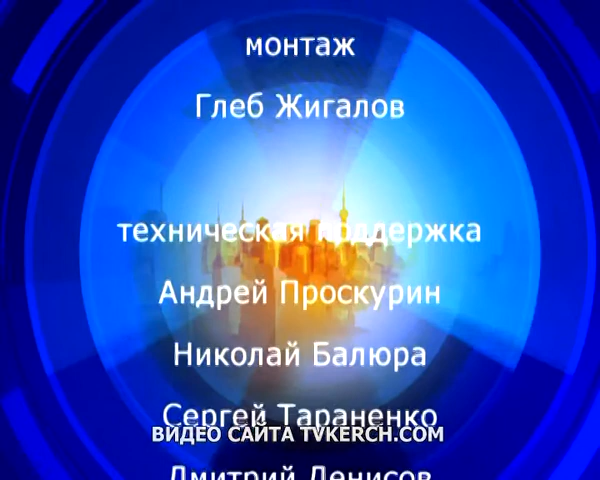 монтаж
Глеб Жигалов
техническая поддержка
Андрей Проскурин
Николай Балюра
Сергей Тараненко
ВИДЕО САЙТА TVKERCH.COM
Дмитрий Денисов